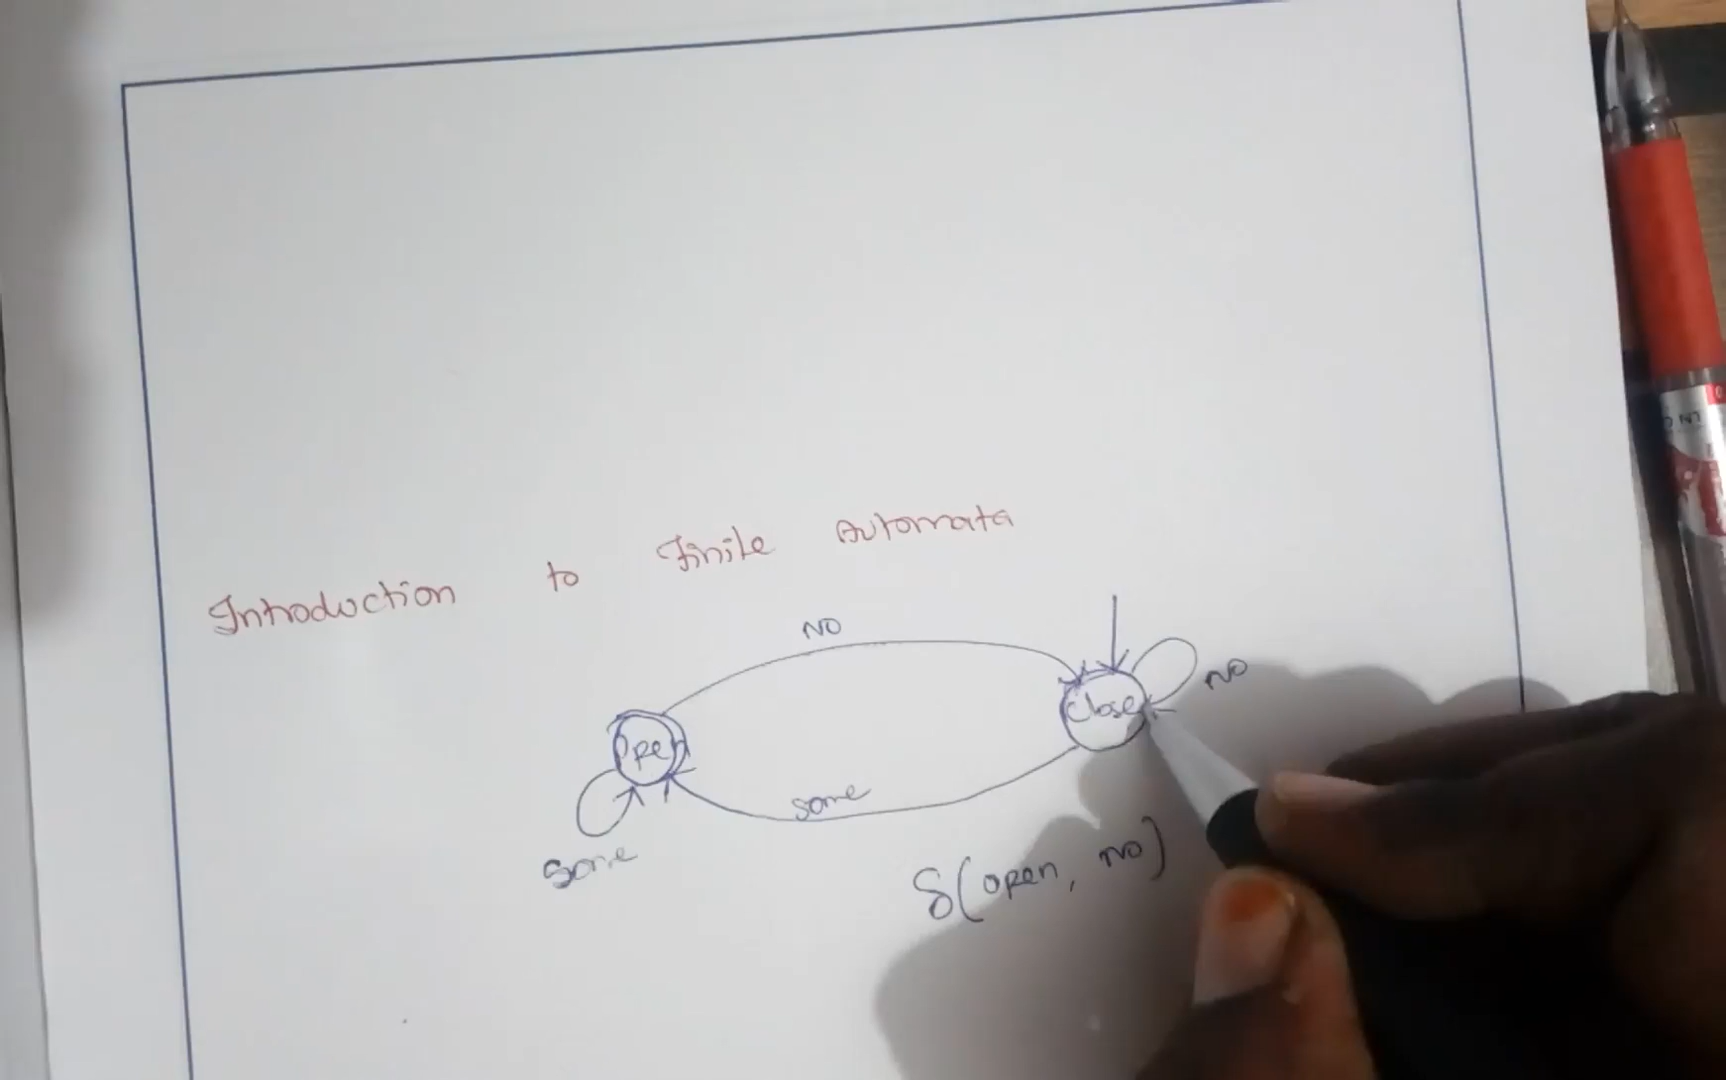 Introduction to Finite Automata
NO
Open
Close
NO
Some
Some
δ(open, no)